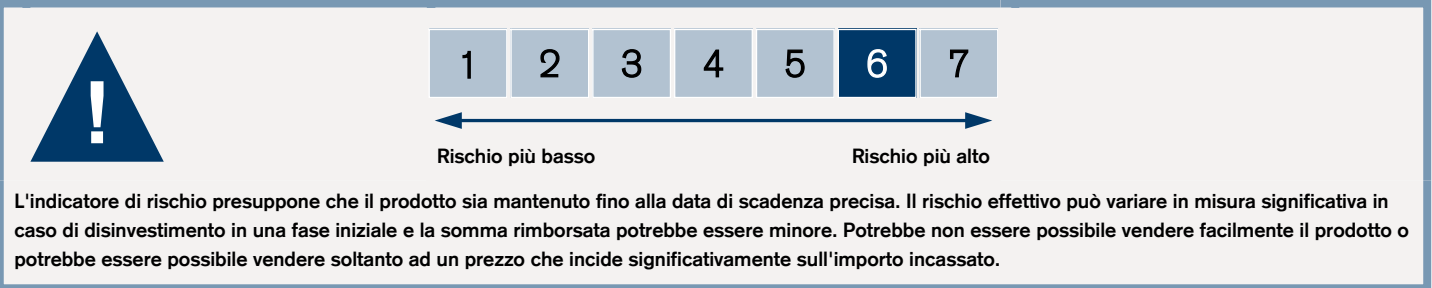 !
1 2 3 4 5 6 7
Rischio più basso Rischio più alto
L'indicatore di rischio presuppone che il prodotto sia mantenuto fino alla data di scadenza precisa. Il rischio effettivo può variare in misura significativa in
caso di disinvestimento in una fase iniziale e la somma rimborsata potrebbe essere minore. Potrebbe non essere possibile vendere facilmente il prodotto o
potrebbe essere possibile vendere soltanto ad un prezzo che incide significativamente sull'importo incassato.